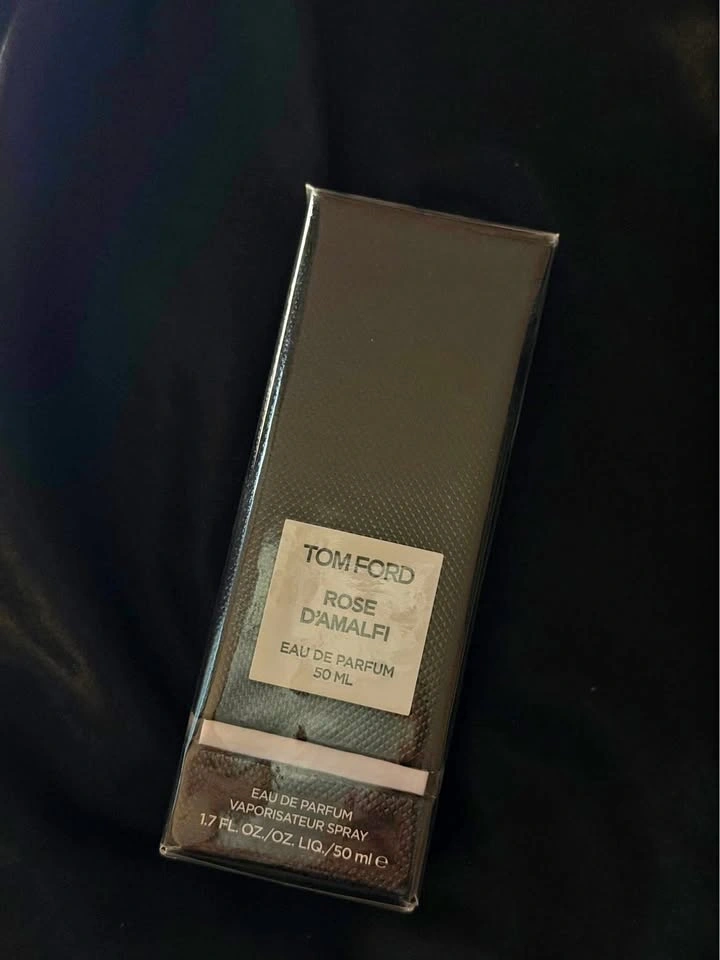 TOM FORD
ROSE
D'AMALFI
EAU DE PARFUM
50 ML
EAU DE PARFUM
VAPORISATEUR SPRAY
1.7 FL. OZ./OZ. LIQ./50 ml ℮